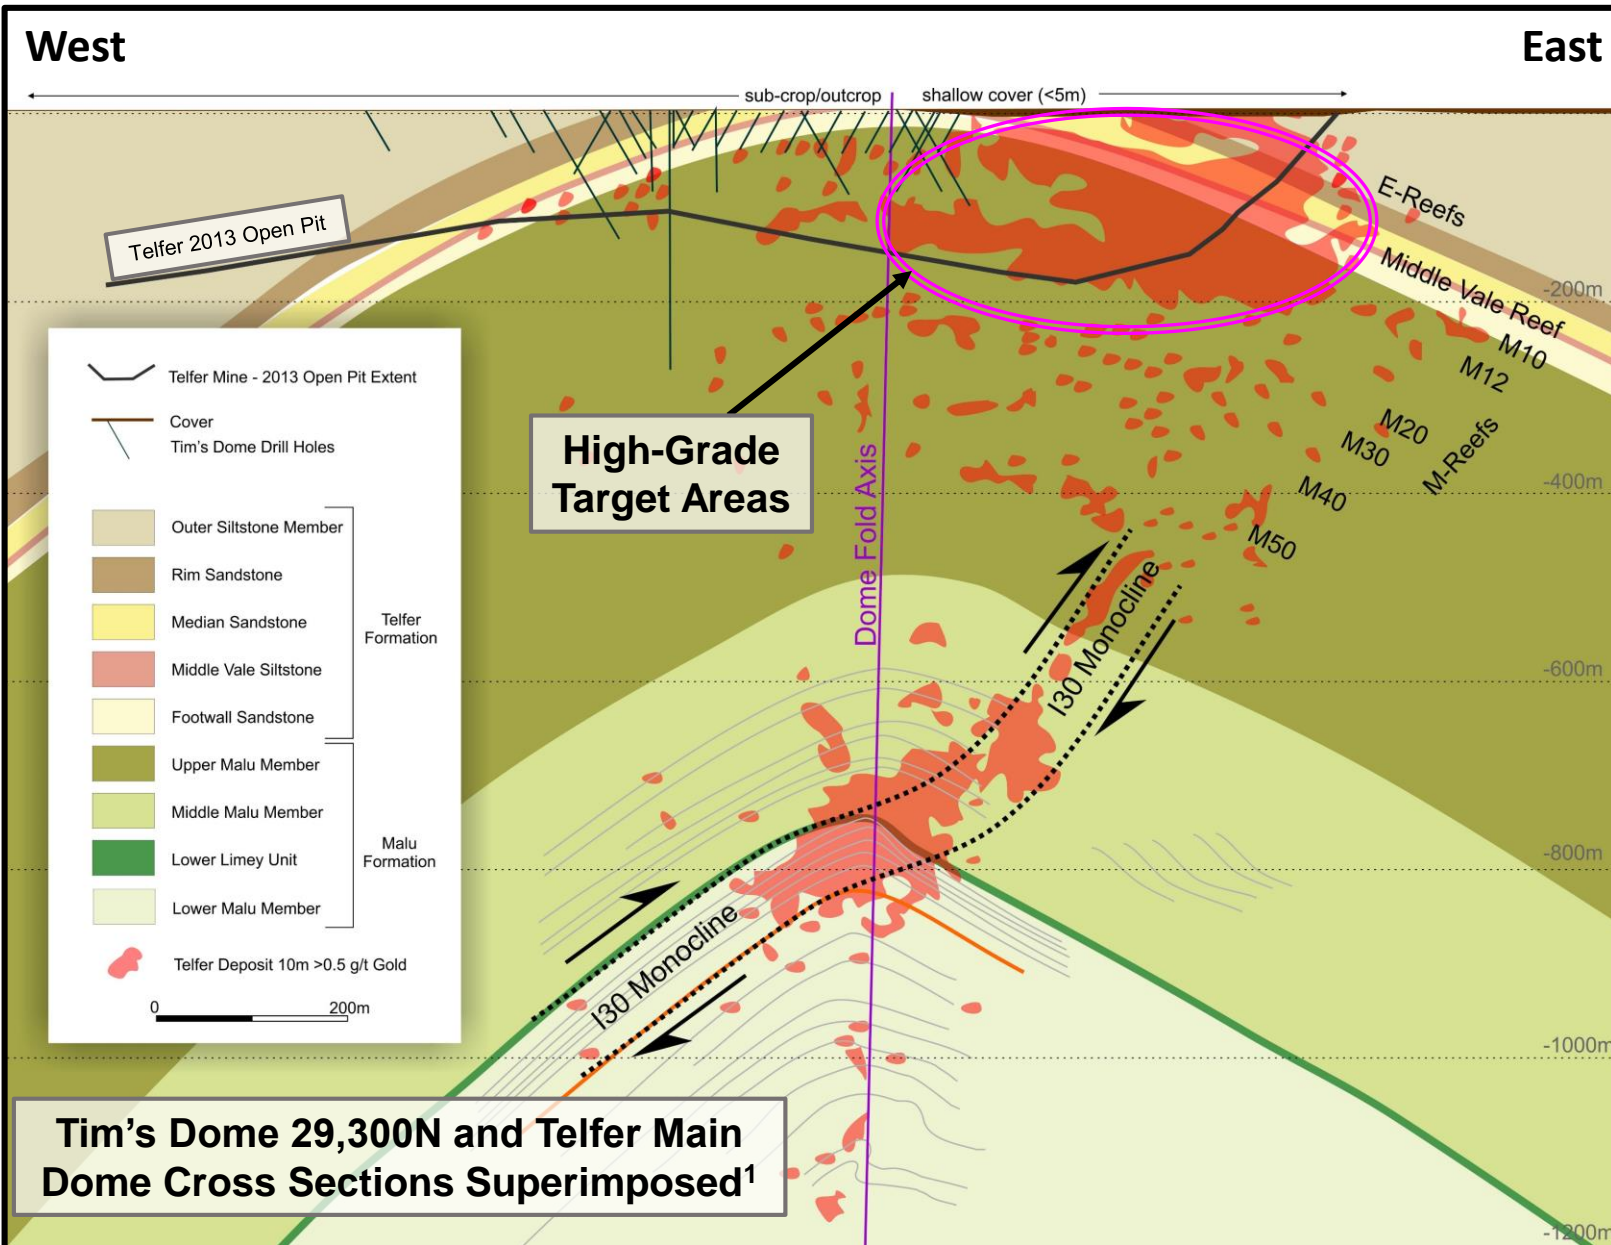 West
East
sub-crop/outcrop
shallow cover (<5m)
Telfer 2013 Open Pit
E-Reefs
Middle Vale Reef
-200m
M10
M12
M20
M30
M-Reefs
M40
M50
-400m
High-Grade
Target Areas
Dome Fold Axis
I30 Monocline
-600m
-800m
I30 Monocline
-1000m
-1200m
Telfer Mine - 2013 Open Pit Extent
Cover
Tim's Dome Drill Holes
Outer Siltstone Member
Rim Sandstone
Median Sandstone
Middle Vale Siltstone
Footwall Sandstone
Telfer
Formation
Upper Malu Member
Middle Malu Member
Lower Limey Unit
Lower Malu Member
Malu
Formation
Telfer Deposit 10m >0.5 g/t Gold
0 200m
Tim’s Dome 29,300N and Telfer Main
Dome Cross Sections Superimposed¹